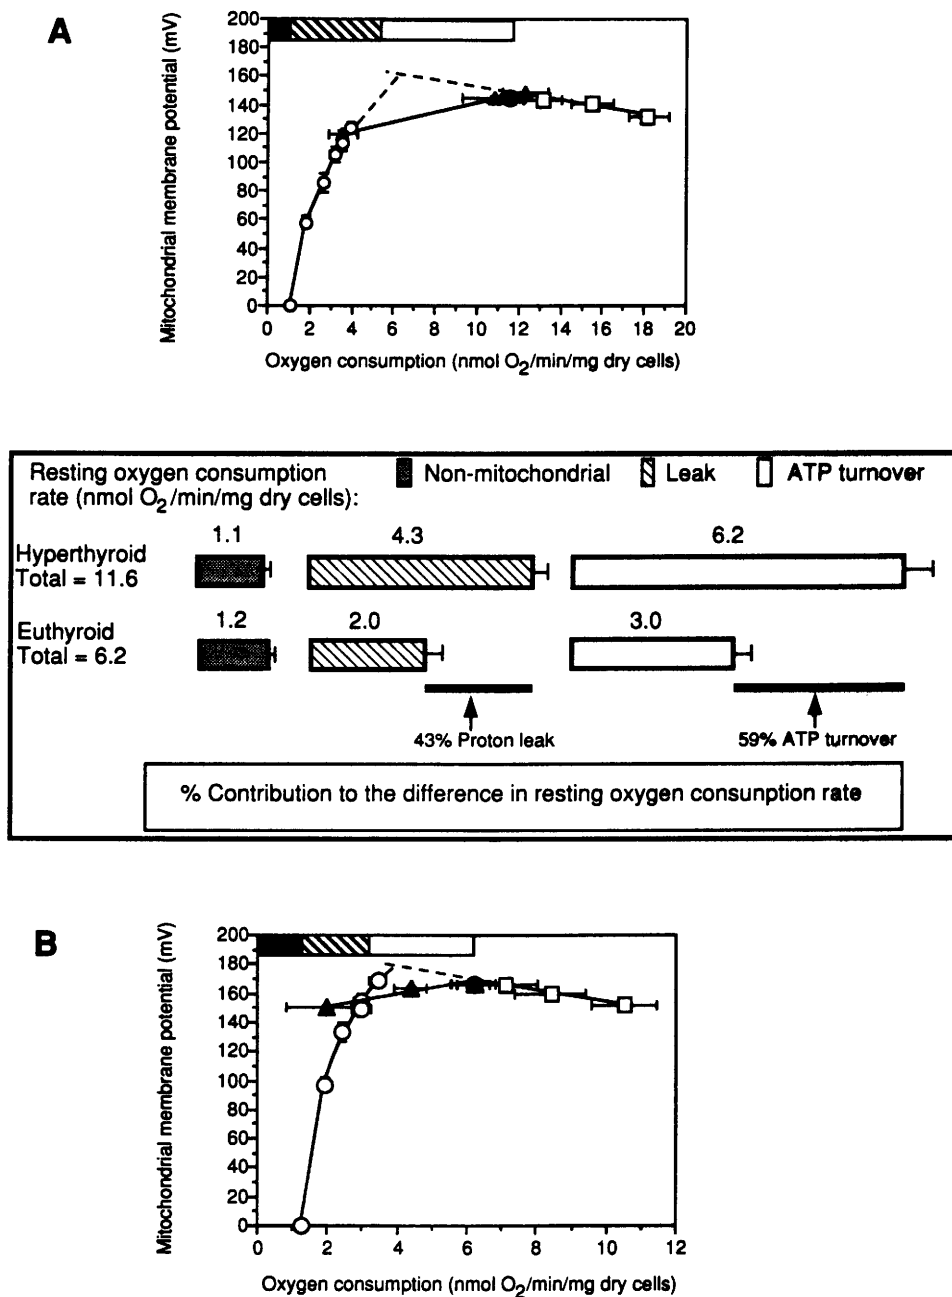 A
Mitochondrial membrane potential (mV)
200
180
160
140
120
100
80
60
40
20
0
0 2 4 6 8 10 12 14 16 18 20
Oxygen consumption (nmol O2/min/mg dry cells)
Resting oxygen consumption
rate (nmol O2/min/mg dry cells):
Non-mitochondrial
Leak
ATP turnover
1.1 4.3 6.2
Hyperthyroid
Total = 11.6
1.2 2.0 3.0
Euthyroid
Total = 6.2
43% Proton leak
59% ATP turnover
% Contribution to the difference in resting oxygen consunption rate
B
Mitochondrial membrane potential (mV)
200
180
160
140
120
100
80
60
40
20
0
0 2 4 6 8 10 12
Oxygen consumption (nmol O2/min/mg dry cells)